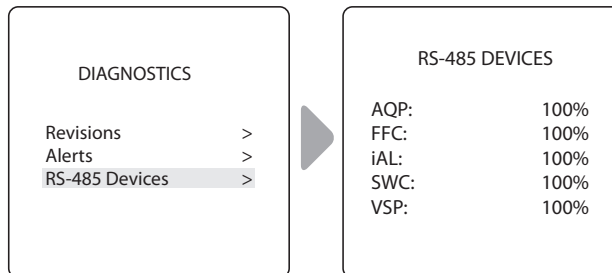 DIAGNOSTICS
Revisions >
Alerts >
RS-485 Devices >
RS-485 DEVICES
AQP: 100%
FFC: 100%
iAL: 100%
SWC: 100%
VSP: 100%